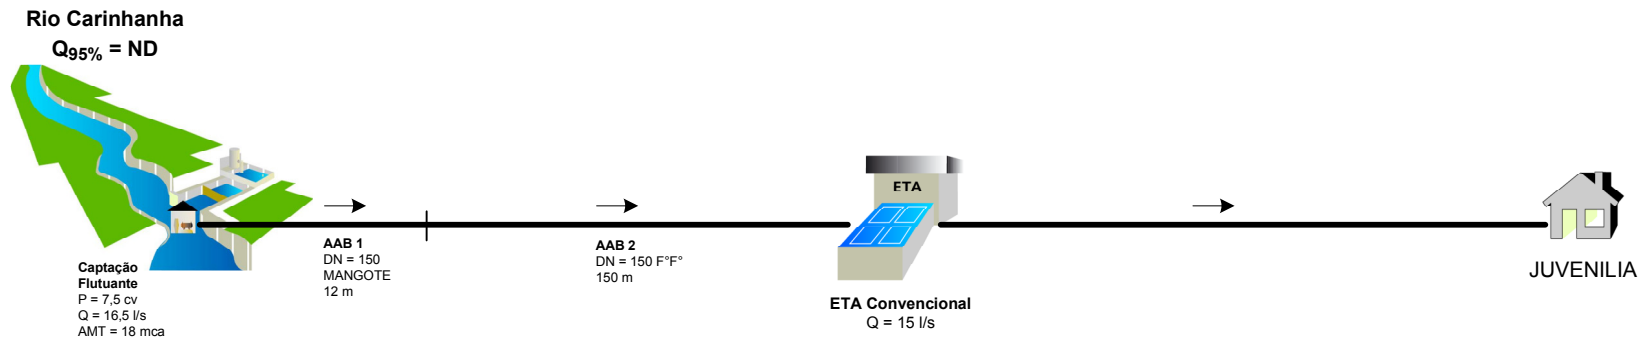 Rio Carinhanha
Q95% = ND
Captação
Flutuante
P = 7,5 cv
Q = 16,5 l/s
AMT = 18 mca
AAB 1
DN = 150
MANGOTE
12 m
AAB 2
DN = 150 F°F°
150 m
ETA
ETA Convencional
Q = 15 l/s
JUVENILIA